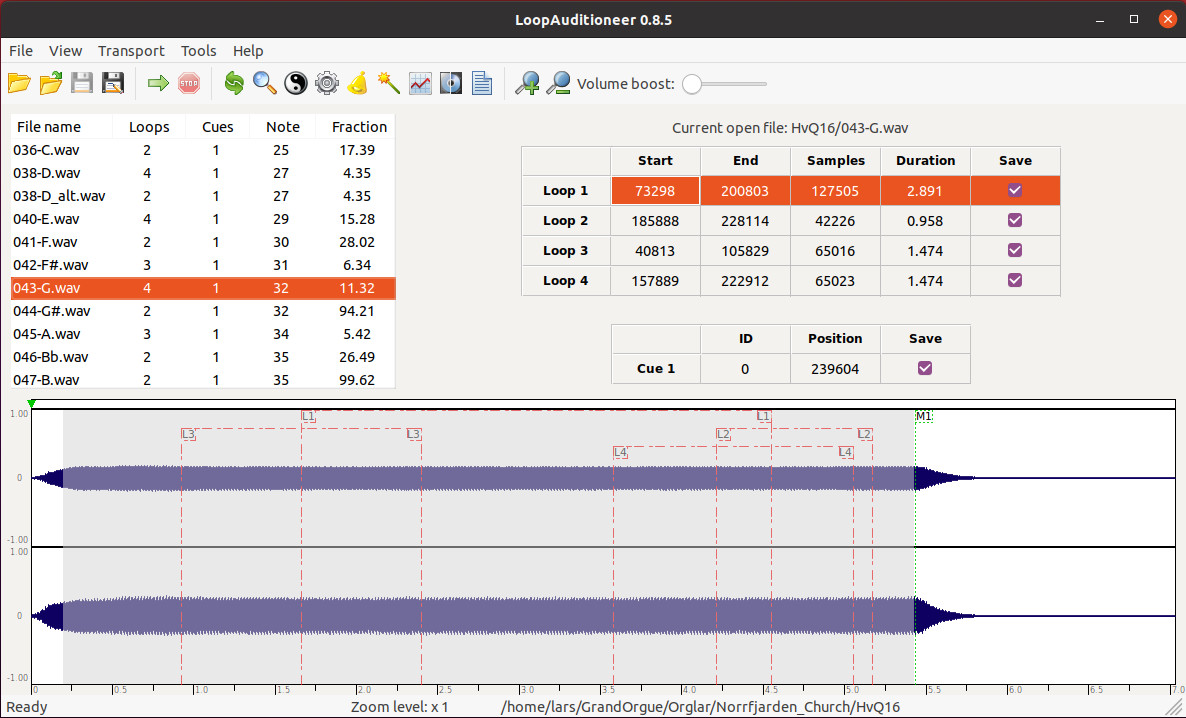 LoopAuditioneer 0.8.5
File View Transport Tools Help
STOP
Volume boost:
File name Loops Cues Note Fraction
036-C.wav 2 1 25 17.39
038-D.wav 4 1 27 4.35
038-D_alt.wav 2 1 27 4.35
040-E.wav 4 1 29 15.28
041-F.wav 2 1 30 28.02
042-F#.wav 3 1 31 6.34
043-G.wav 4 1 32 11.32
044-G#.wav 2 1 32 94.21
045-A.wav 3 1 34 5.42
046-Bb.wav 2 1 35 26.49
047-B.wav 2 1 35 99.62
Current open file: HvQ16/043-G.wav
Start End Samples Duration Save
Loop 1 73298 200803 127505 2.891
Loop 2 185888 228114 42226 0.958
Loop 3 40813 105829 65016 1.474
Loop 4 157889 222912 65023 1.474
ID Position Save
Cue 1 0 239604
1.00 L1 L1 M1
L3 L3 L2 L2
L4 L4
0
-1.00
1.00
0
-1.00
0 0.5 1.0 1.5 2.0 2.5 3.0 3.5 4.0 4.5 5.0 5.5 6.0 6.5 7.0
Ready Zoom level: x 1 /home/lars/GrandOrgue/Orglar/Norrfjarden_Church/HvQ16